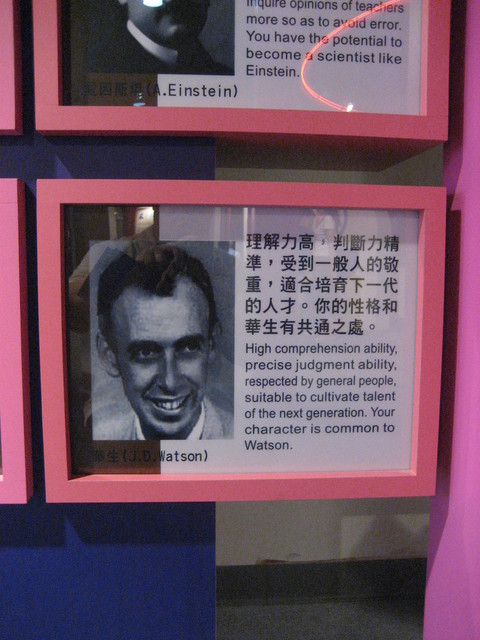 Inquire opinions of teachers
more so as to avoid error.
You have the potential to
become a scientist like
Einstein.
愛因斯坦(A.Einstein)
理解力高，判斷力精
準，受到一般人的敬
重，適合培育下一代
的人才。你的性格和
華生有共通之處。
High comprehension ability,
precise judgment ability,
respected by general people,
suitable to cultivate talent
of the next generation. Your
character is common to
Watson.
華生(J.D.Watson)